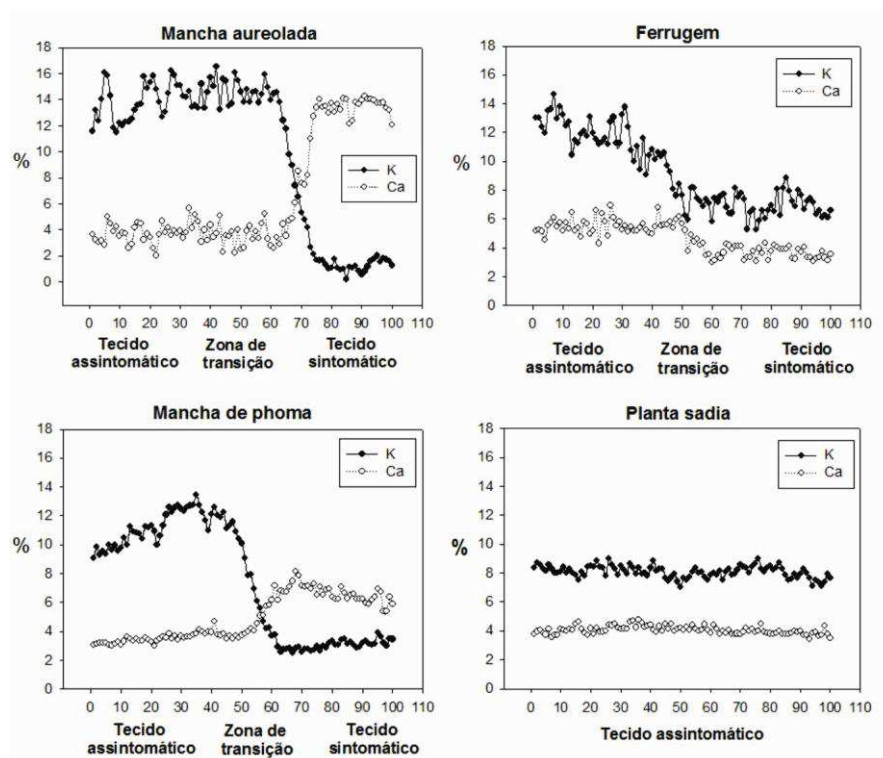 Mancha aureolada
18
16
14
12
10
8
6
4
2
0
%
K
Ca
0 10 20 30 40 50 60 70 80 90 100 110
Tecido assintomático
Zona de transição
Tecido sintomático
Ferrugem
18
16
14
12
10
8
6
4
2
0
%
K
Ca
0 10 20 30 40 50 60 70 80 90 100 110
Tecido assintomático
Zona de transição
Tecido sintomático
Mancha de phoma
18
16
14
12
10
8
6
4
2
0
%
K
Ca
0 10 20 30 40 50 60 70 80 90 100 110
Tecido assintomático
Zona de transição
Tecido sintomático
Planta sadia
18
16
14
12
10
8
6
4
2
0
%
K
Ca
0 10 20 30 40 50 60 70 80 90 100 110
Tecido assintomático